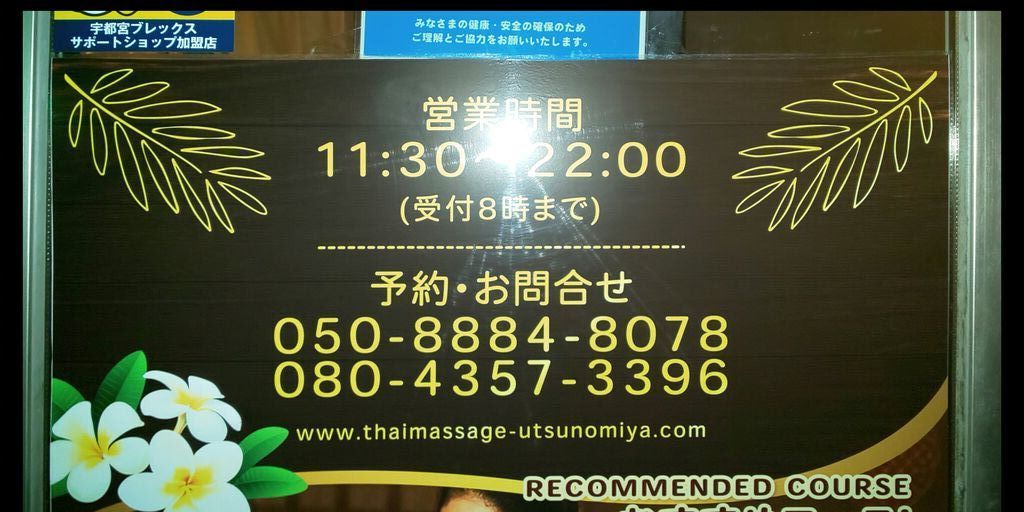 宇都宮ブレックス
サポートショップ加盟店
みなさまの健康・安全の確保のため
ご理解とご協力をお願いいたします。
営業時間
11:30～22:00
(受付8時まで)
予約・お問合せ
050-8884-8078
080-4357-3396
www.thaimassage-utsunomiya.com
RECOMMENDED COURSE